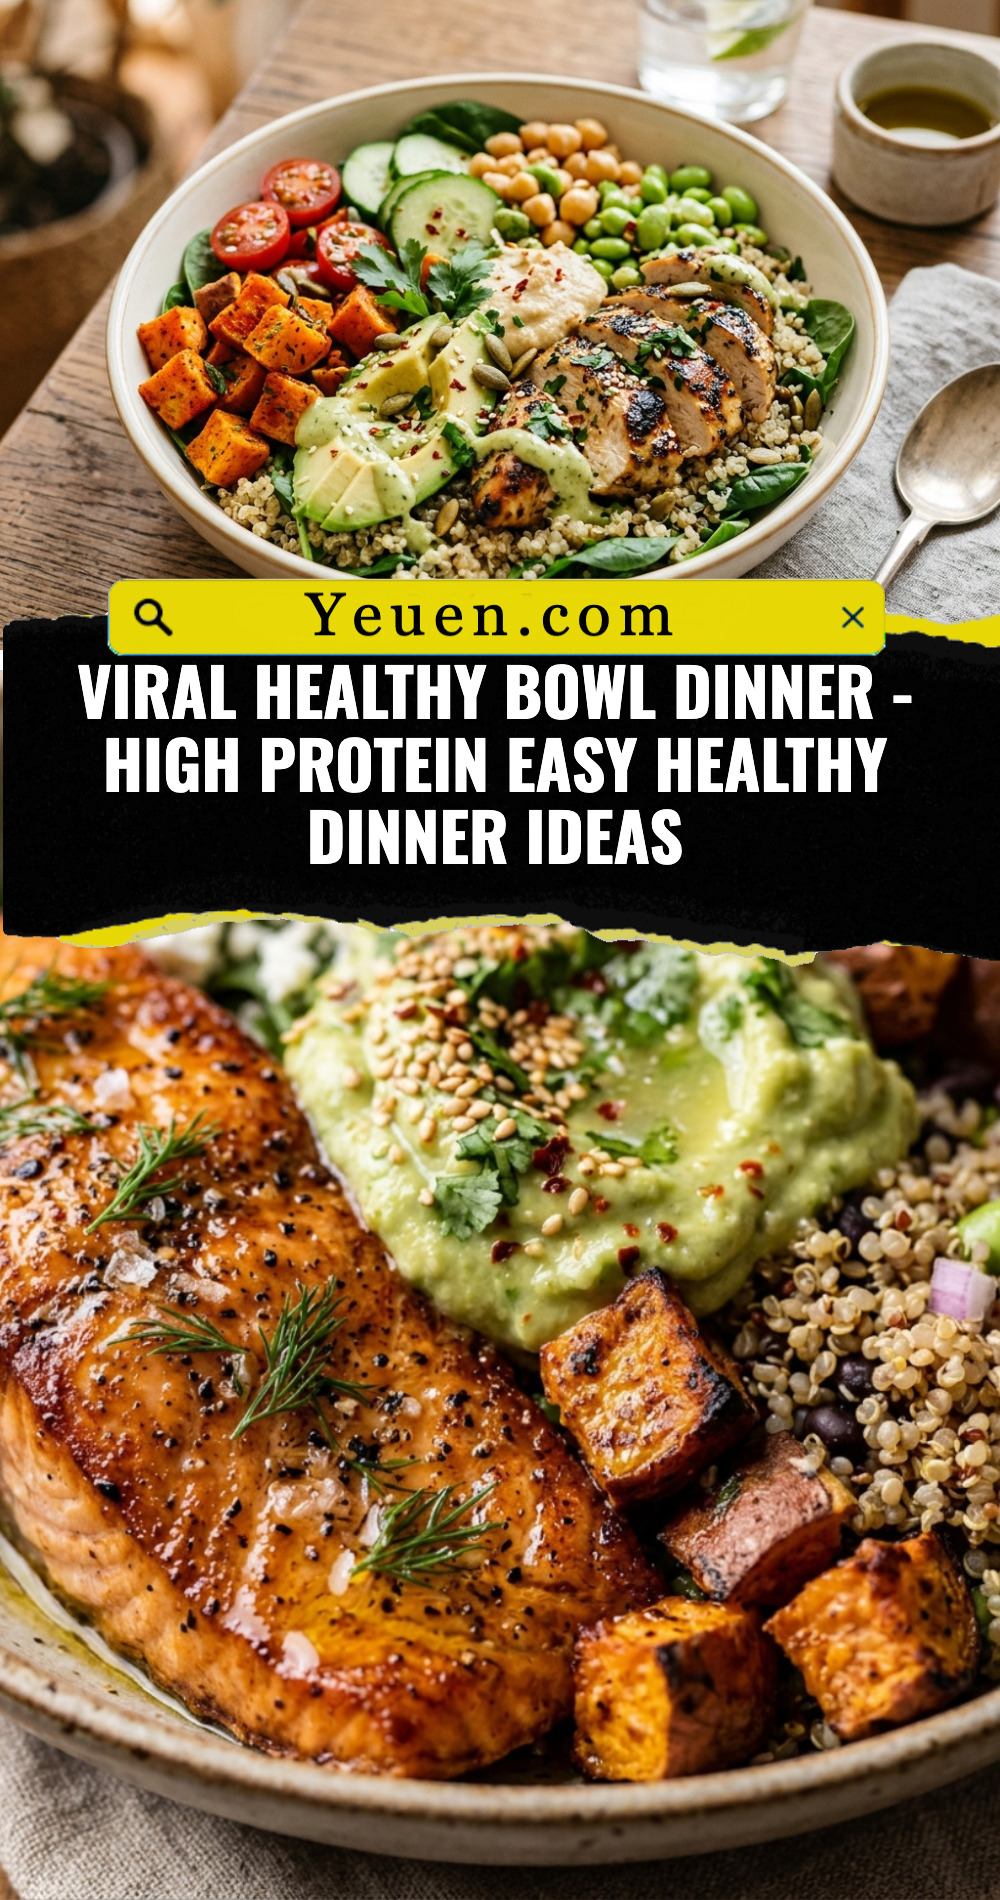 Yeuen.com
VIRAL HEALTHY BOWL DINNER -
HIGH PROTEIN EASY HEALTHY
DINNER IDEAS